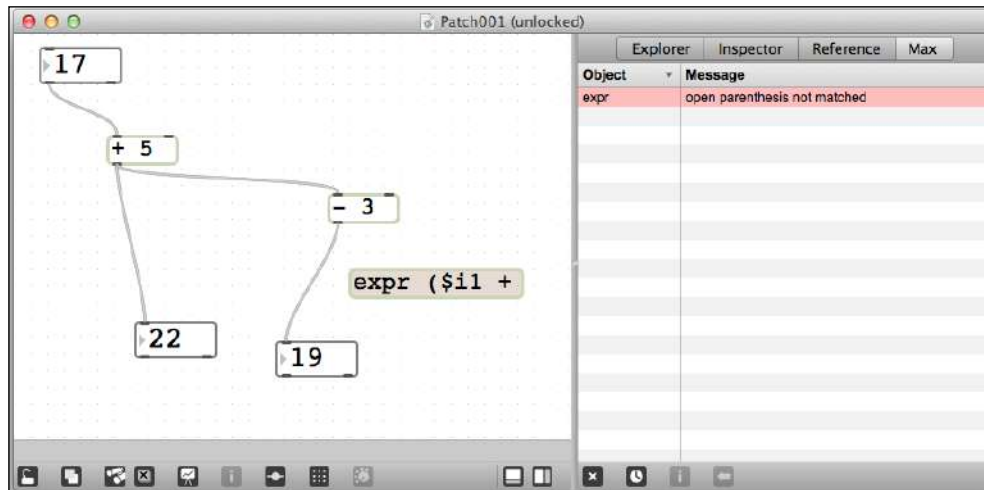 Patch001 (unlocked)
Explorer Inspector Reference Max
Object Message
expr open parenthesis not matched
17
+ 5
- 3
expr ($i1 +
22
19